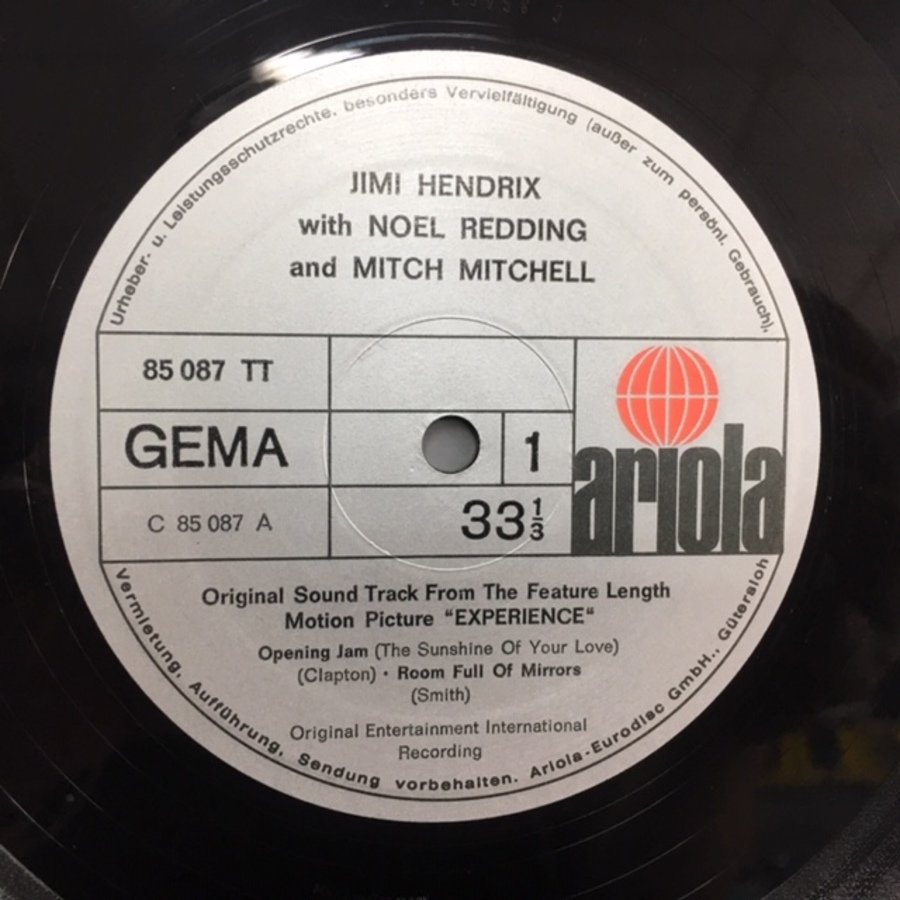 Urheber- u. Leistungsschutzrechte, besonders Vervielfältigung (außer zum persönl. Gebrauch),
JIMI HENDRIX
with NOEL REDDING
and MITCH MITCHELL
85 087 TT
GEMA
1
C 85 087 A
33 1/3
ariola
Original Sound Track From The Feature Length
Motion Picture "EXPERIENCE"
Opening Jam (The Sunshine Of Your Love)
(Clapton) · Room Full Of Mirrors
(Smith)
Original Entertainment International
Recording
Vermietung, Aufführung, Sendung vorbehalten. Ariola-Eurodisc GmbH., Gütersloh